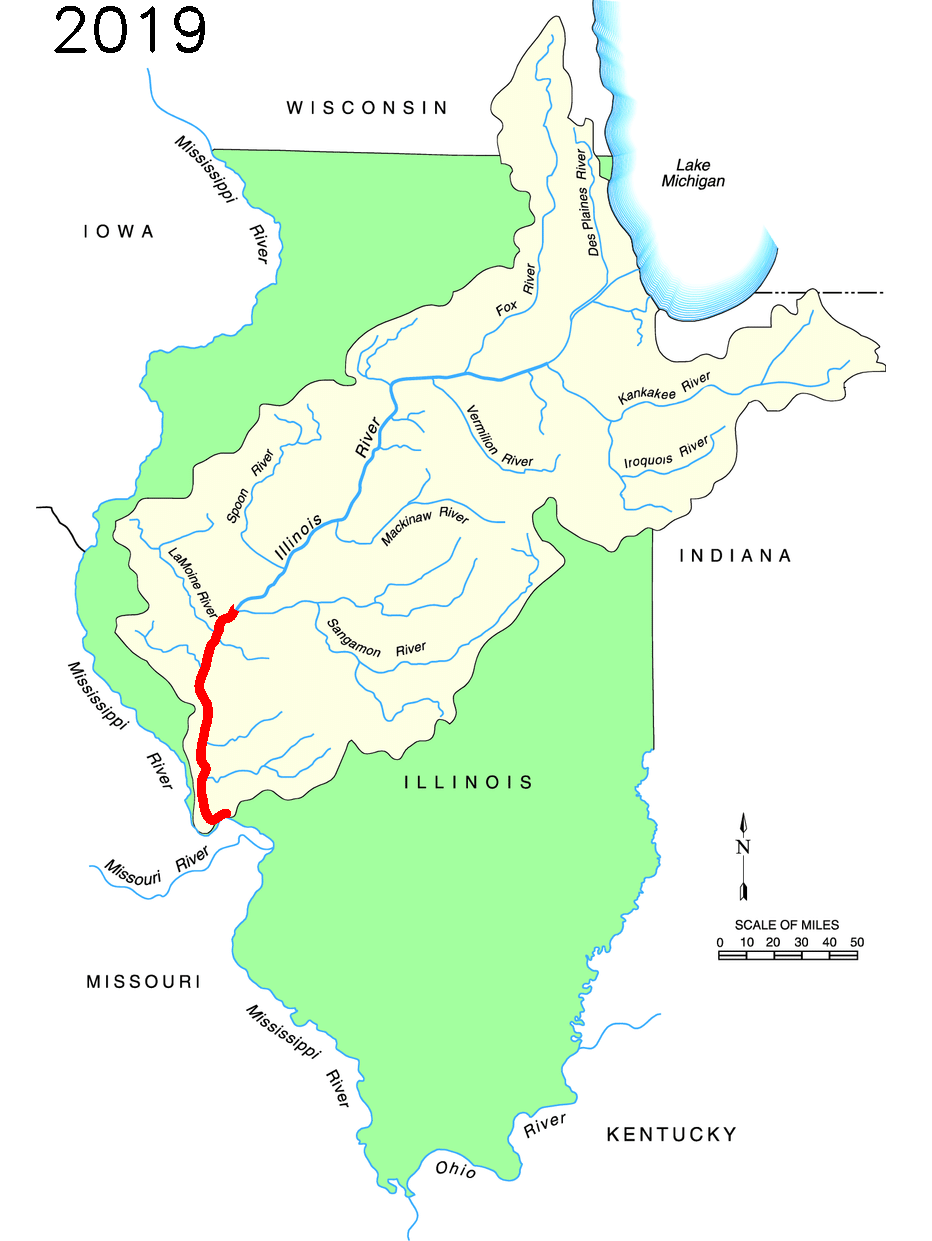 2019
WISCONSIN
Mississippi
River
IOWA
Lake
Michigan
Des Plaines River
Fox
River
Kankakee River
Iroquois River
Vermilion River
Illinois
River
Spoon
River
Mackinaw River
LaMoine River
Sangamon
River
INDIANA
Mississippi
River
ILLINOIS
Missouri
River
N
SCALE OF MILES
0 10 20 30 40 50
MISSOURI
Mississippi
River
Ohio
River
KENTUCKY